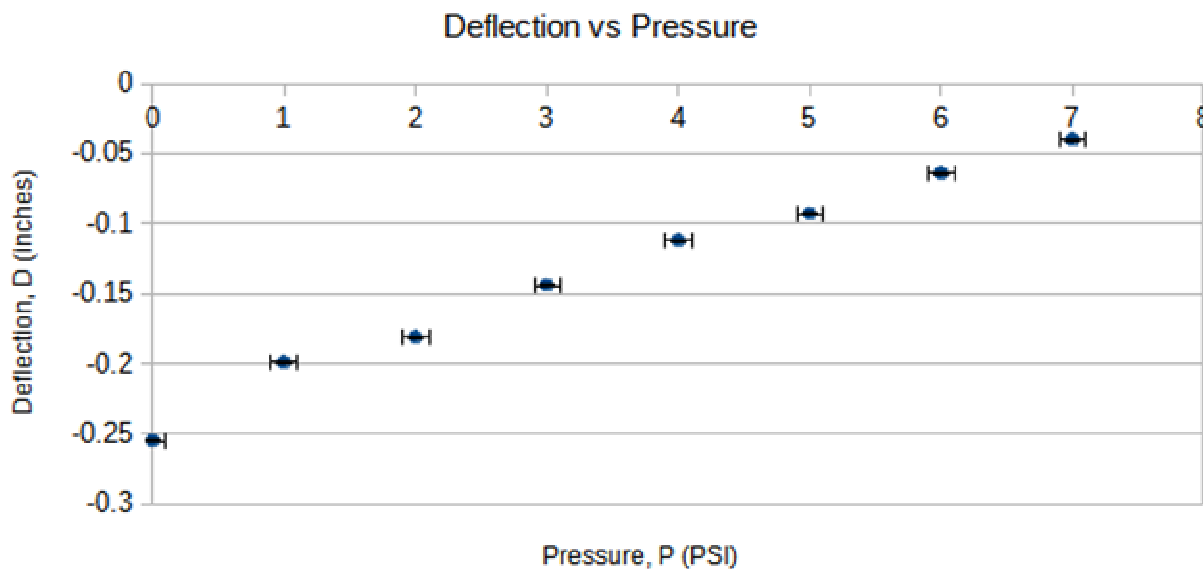 Deflection vs Pressure
0
0 1 2 3 4 5 6 7 8
-0.05
-0.1
-0.15
-0.2
-0.25
-0.3
Deflection, D (Inches)
Pressure, P (PSI)